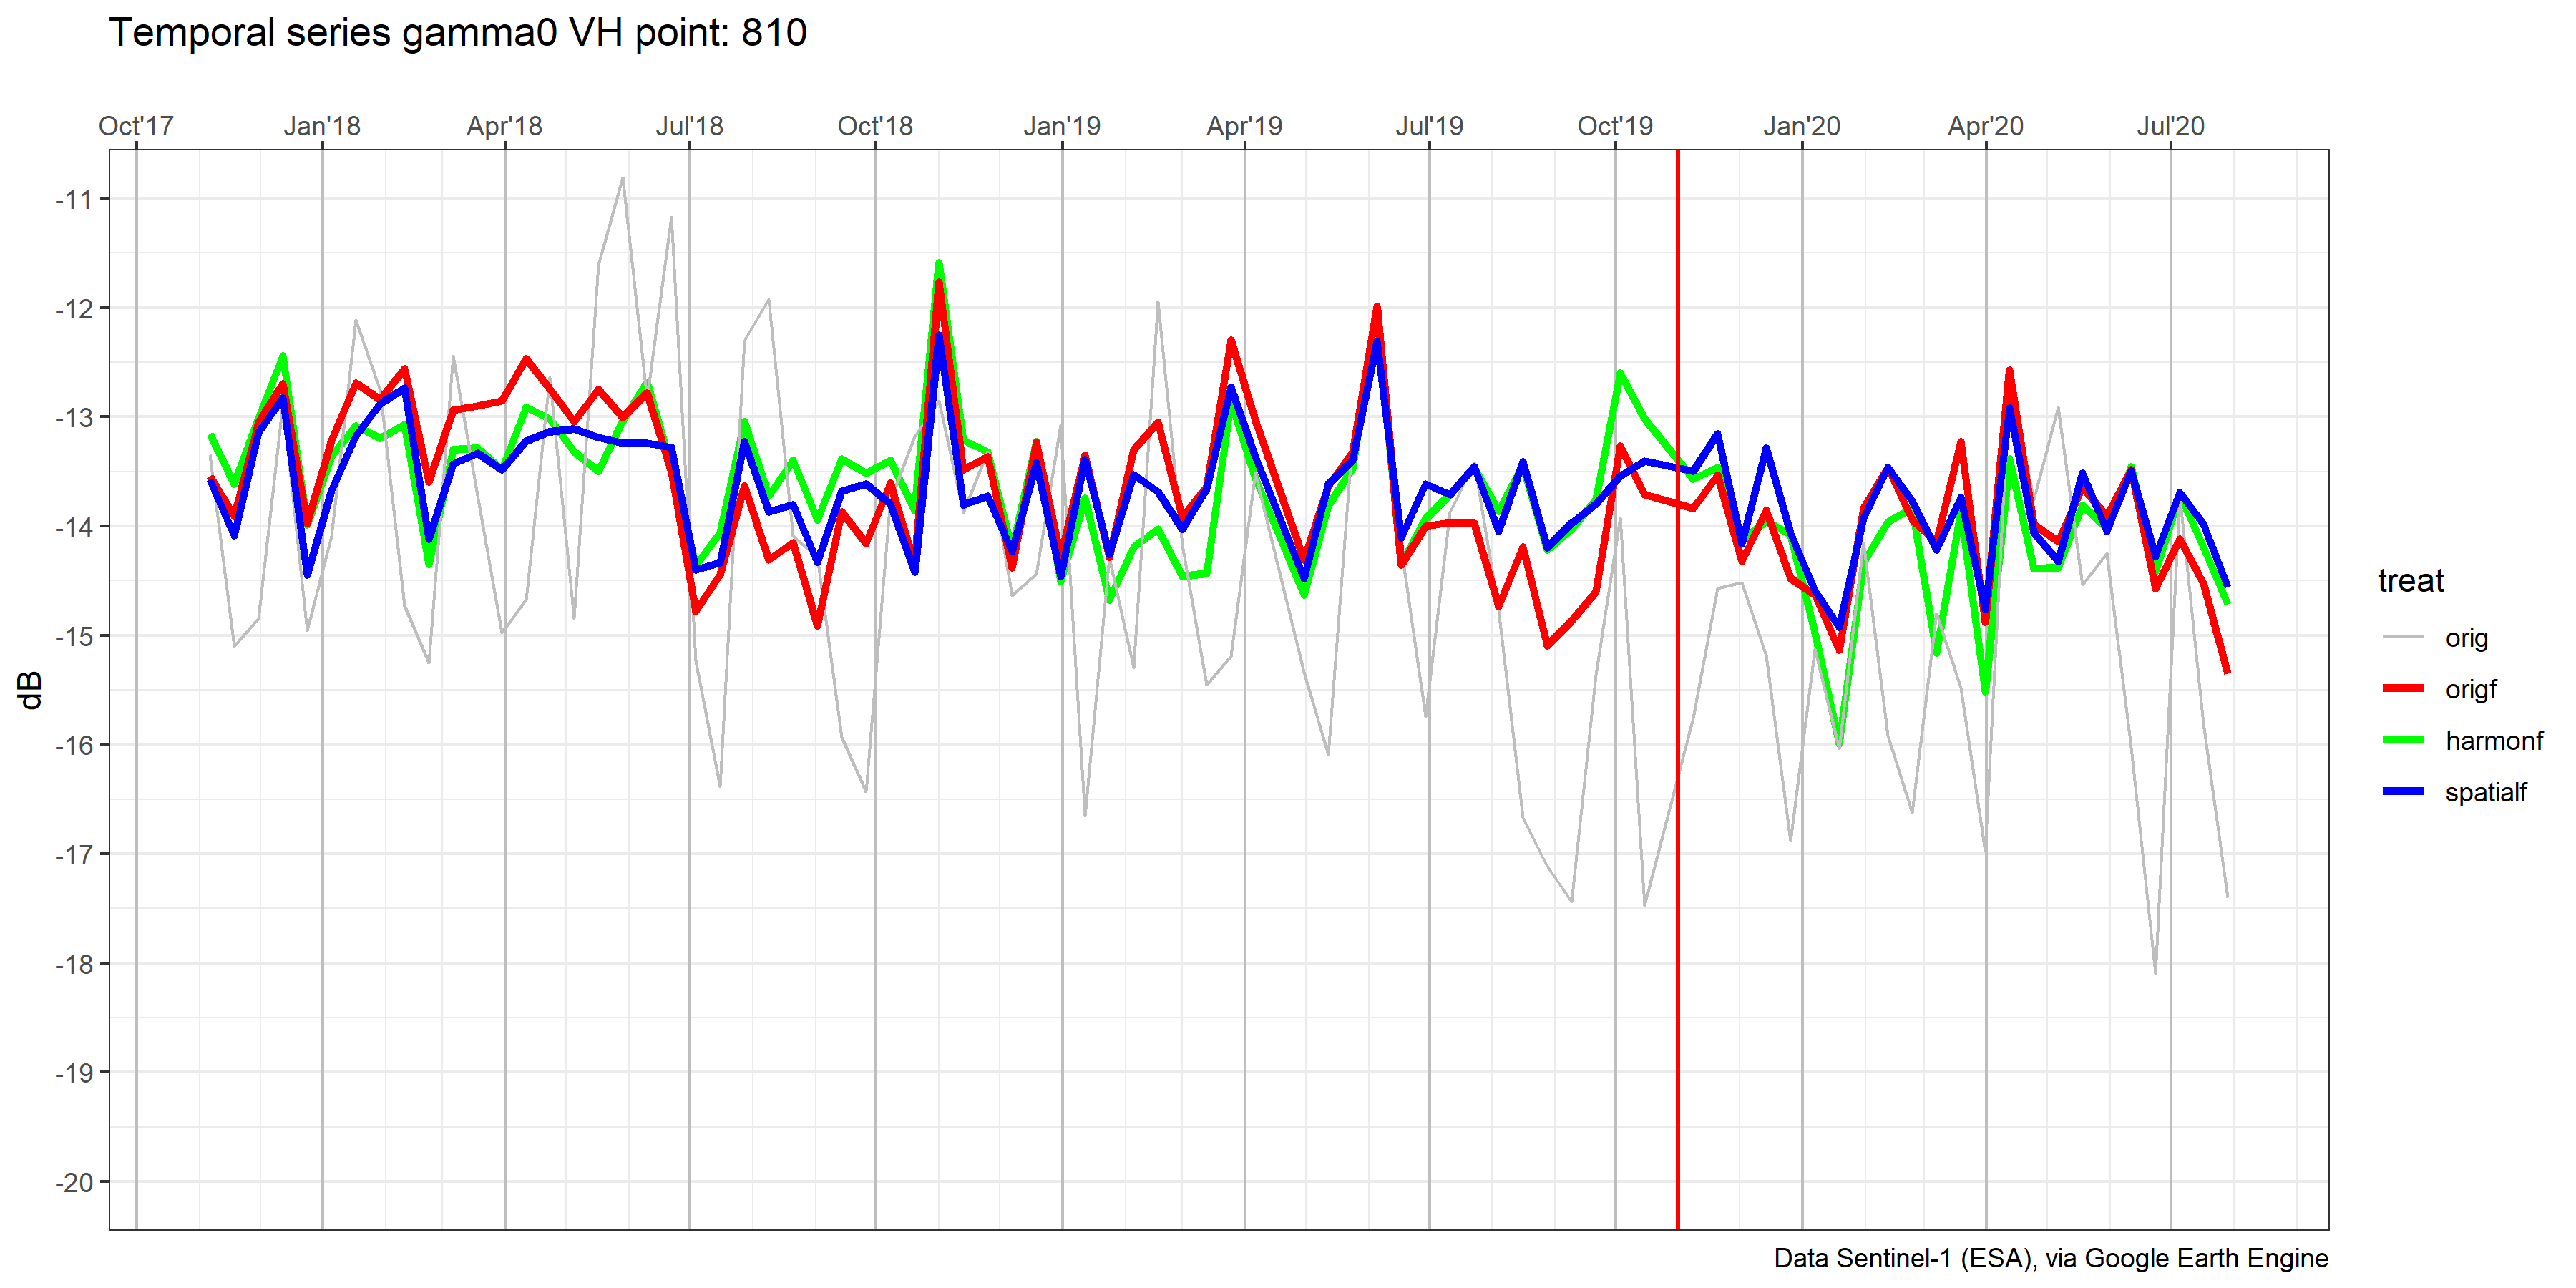 Temporal series gamma0 VH point: 810
Oct'17 Jan'18 Apr'18 Jul'18 Oct'18 Jan'19 Apr'19 Jul'19 Oct'19 Jan'20 Apr'20 Jul'20
-11
-12
-13
-14
-15
-16
-17
-18
-19
-20
dB
treat
orig
origf
harmonf
spatialf
Data Sentinel-1 (ESA), via Google Earth Engine